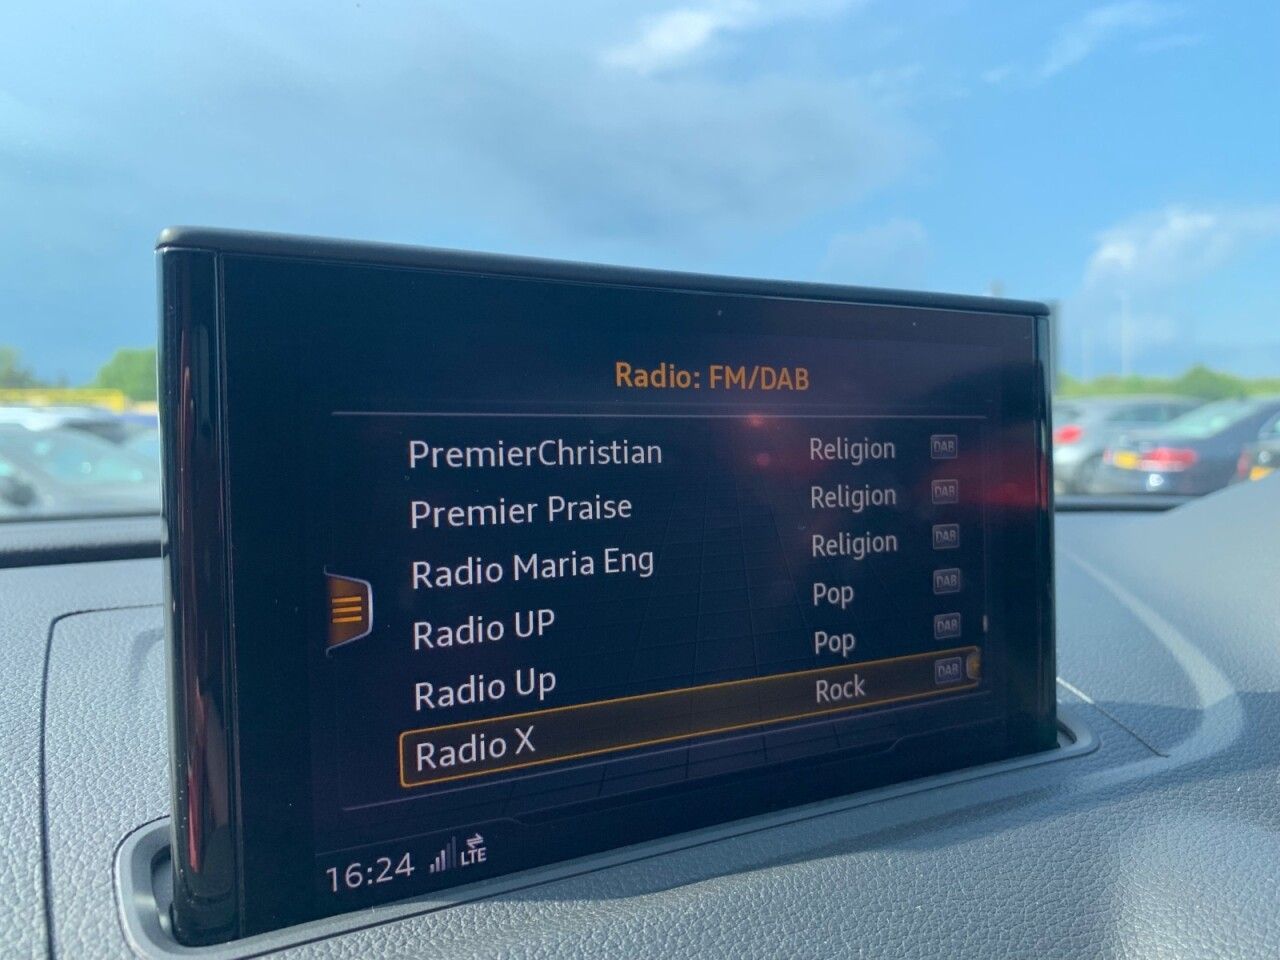 Radio: FM/DAB
PremierChristian Religion DAB
Premier Praise Religion DAB
Radio Maria Eng Religion DAB
Radio UP Pop DAB
Radio Up Pop DAB
Radio X Rock DAB
16:24 LTE